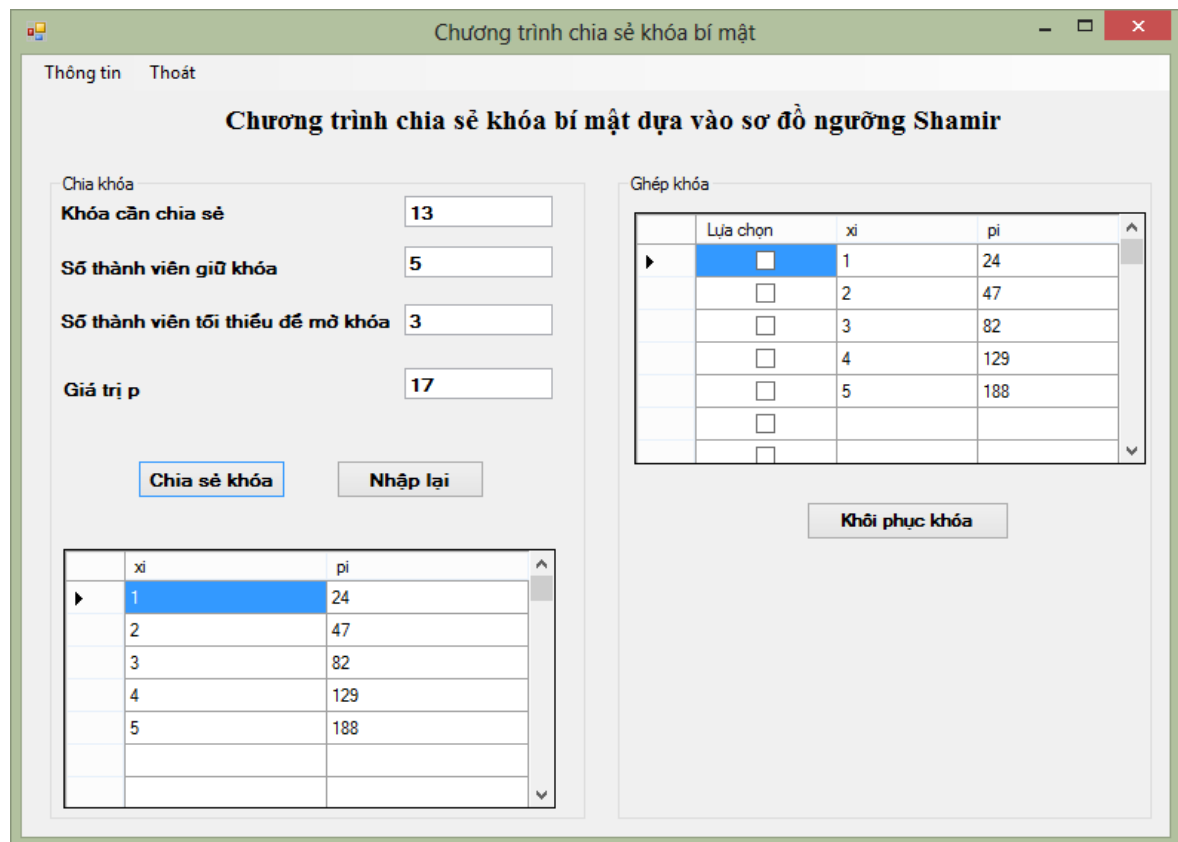 Chương trình chia sẻ khóa bí mật
Thông tin Thoát
Chương trình chia sẻ khóa bí mật dựa vào sơ đồ ngưỡng Shamir
Chia khóa
Khóa cần chia sẻ 13
Số thành viên giữ khóa 5
Số thành viên tối thiểu để mở khóa 3
Giá trị p 17
Chia sẻ khóa Nhập lại
xi pi
1 24
2 47
3 82
4 129
5 188
Ghép khóa
Lựa chọn xi pi
1 24
2 47
3 82
4 129
5 188
Khôi phục khóa